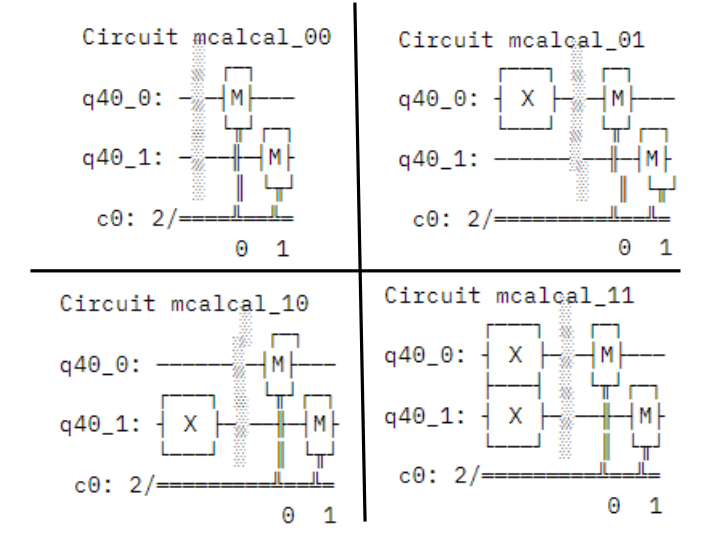 Circuit mcalcal_00
M
q40_0:
M
q40_1:
c0: 2/
0 1
Circuit mcalcal_01
X M
q40_0:
M
q40_1:
c0: 2/
0 1
Circuit mcalcal_10
q40_0: M
q40_1: X M
c0: 2/
0 1
Circuit mcalcal_11
q40_0: X M
q40_1: X M
c0: 2/
0 1